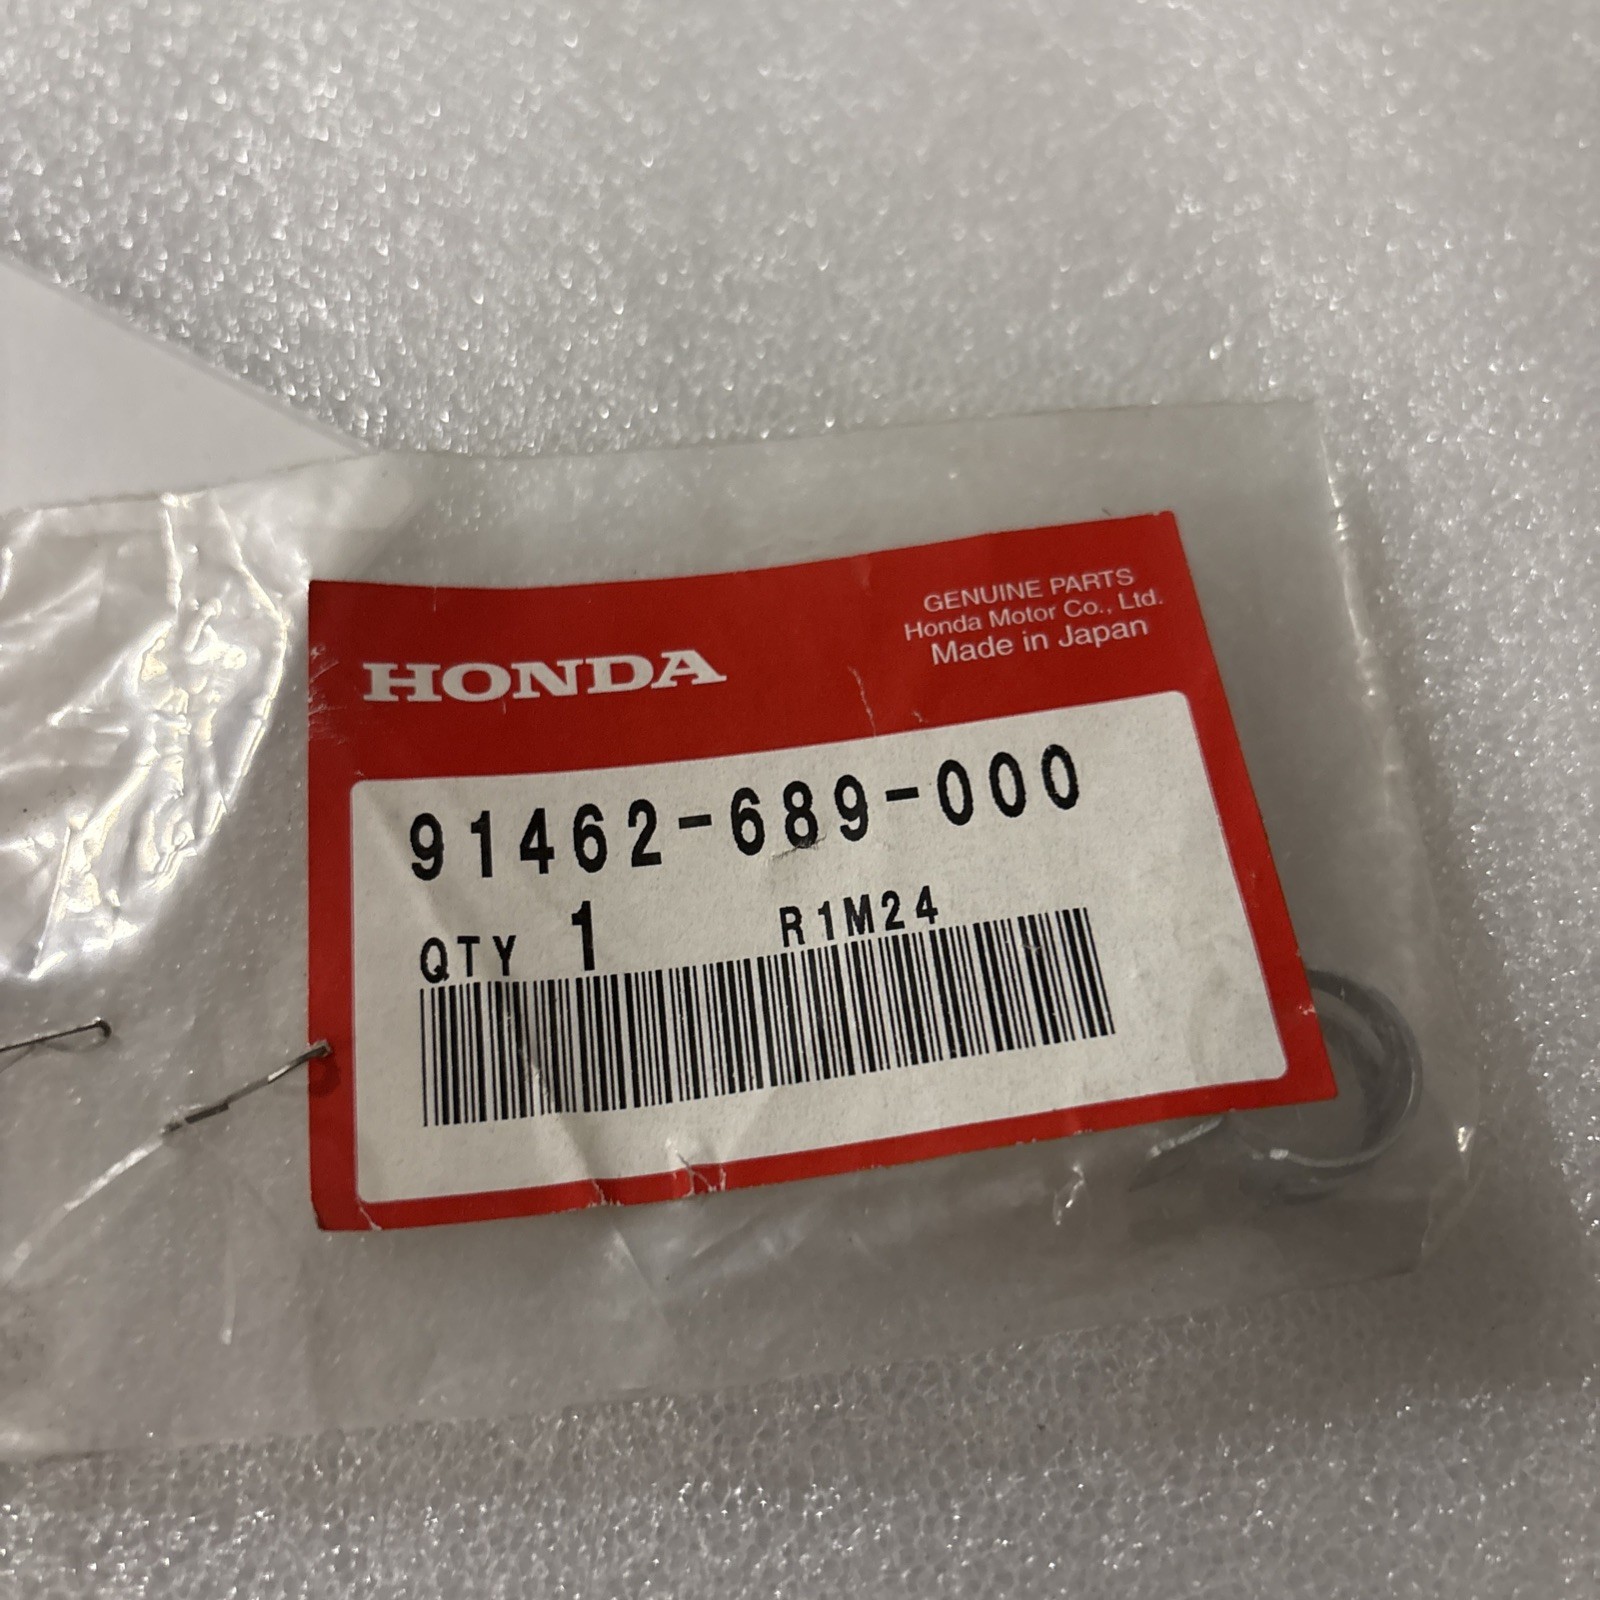 HONDA
GENUINE PARTS
Honda Motor Co., Ltd.
Made in Japan
91462-689-000
QTY 1 R1M24